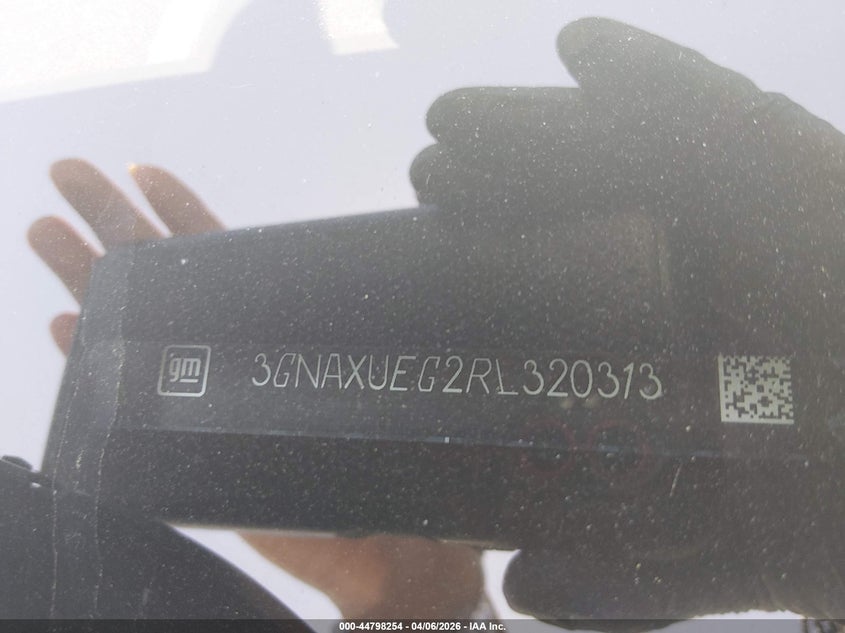 gm 3GNAXUEG2RL320313
000-44798254 - 04/06/2026 - IAA Inc.